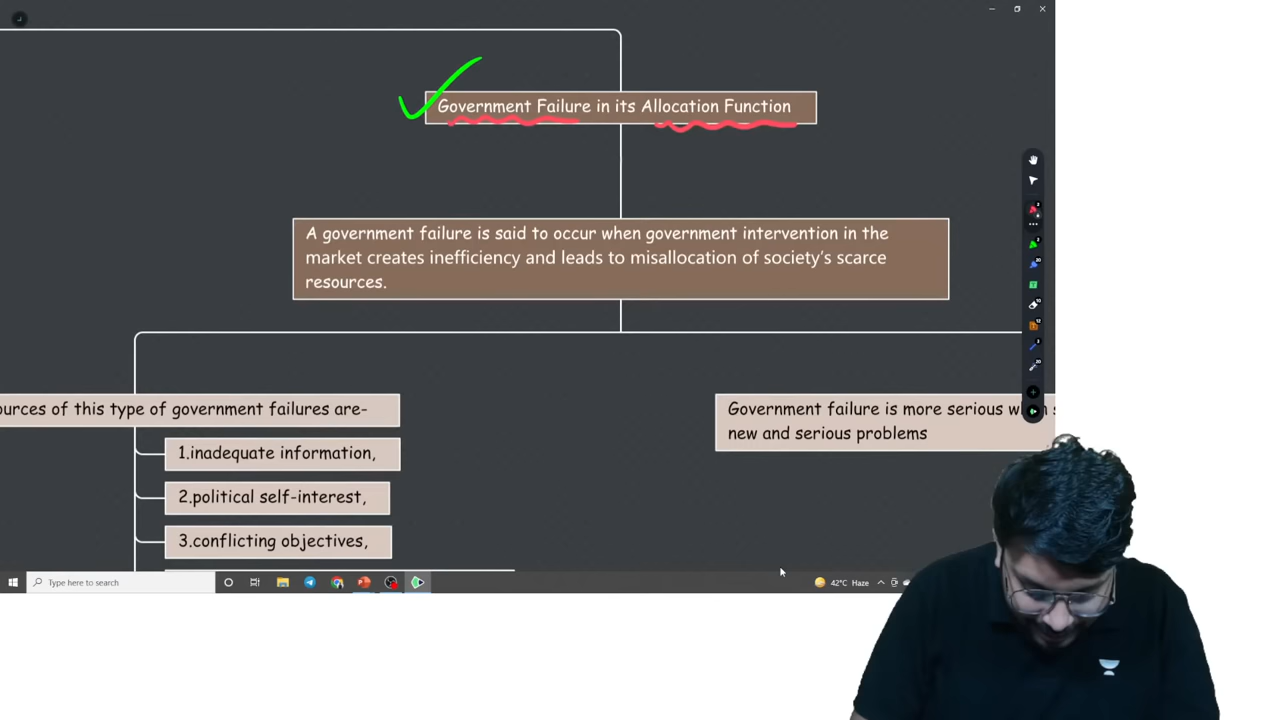 Government Failure in its Allocation Function
A government failure is said to occur when government intervention in the
market creates inefficiency and leads to misallocation of society's scarce
resources.
ources of this type of government failures are-
1.inadequate information,
2.political self-interest,
3.conflicting objectives,
Government failure is more serious
new and serious problems
Type here to search
42°C Haze